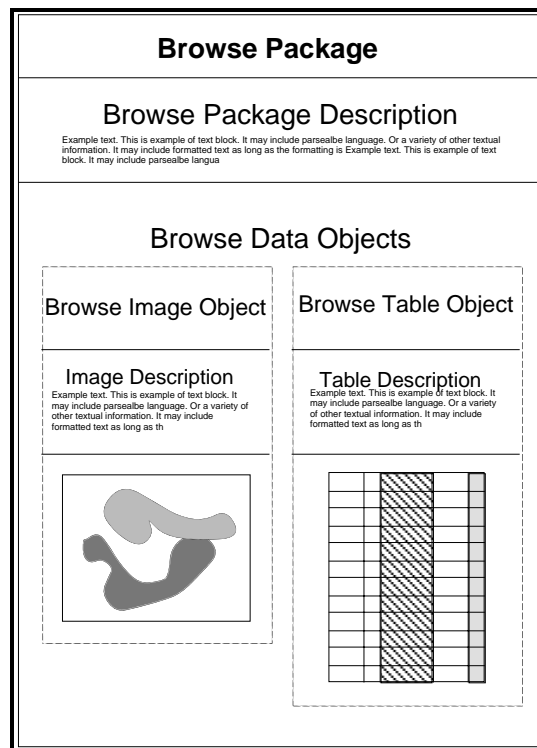 Browse Package
Browse Package Description
Example text. This is example of text block. It may include parsealbe language. Or a variety of other textual
information. It may include formatted text as long as the formatting is Example text. This is example of text
block. It may include parsealbe langua
Browse Data Objects
Browse Image Object
Image Description
Example text. This is example of text block. It
may include parsealbe language. Or a variety of
other textual information. It may include
formatted text as long as th
Browse Table Object
Table Description
Example text. This is example of text block. It
may include parsealbe language. Or a variety
of other textual information. It may include
formatted text as long as th